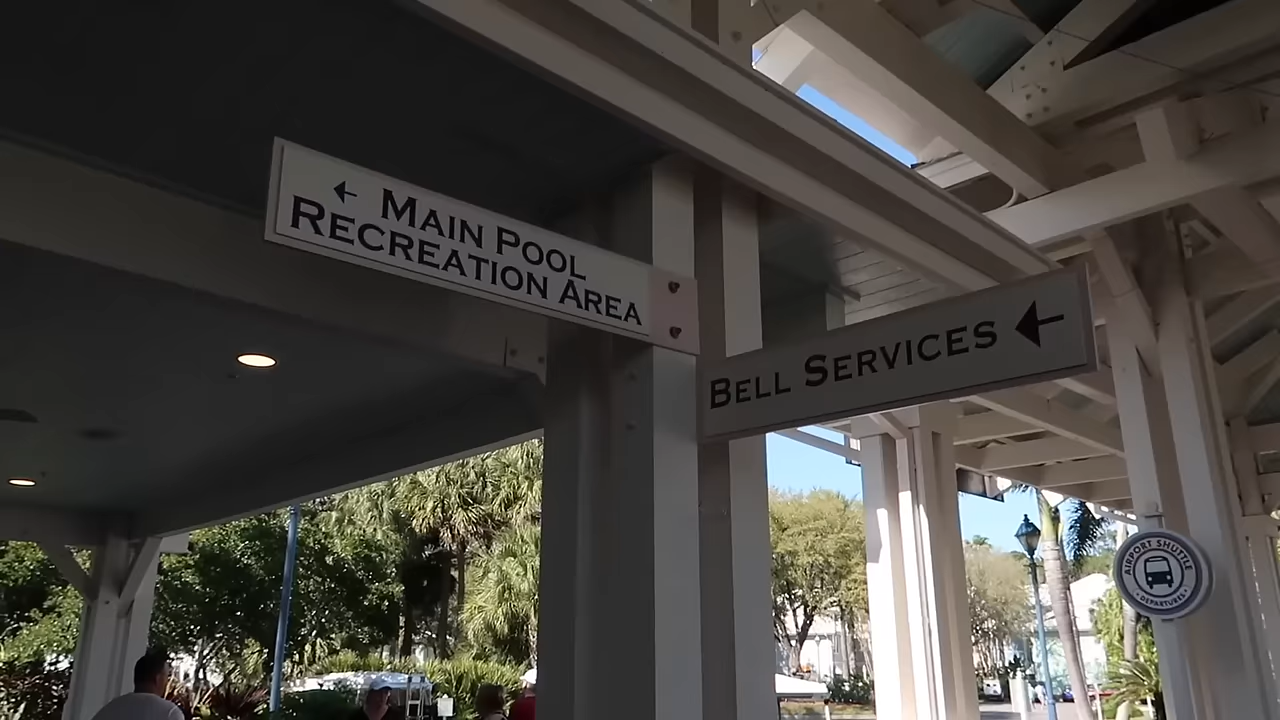 ← MAIN POOL
RECREATION AREA
BELL SERVICES ←
AIRPORT SHUTTLE
• DEPARTURES •